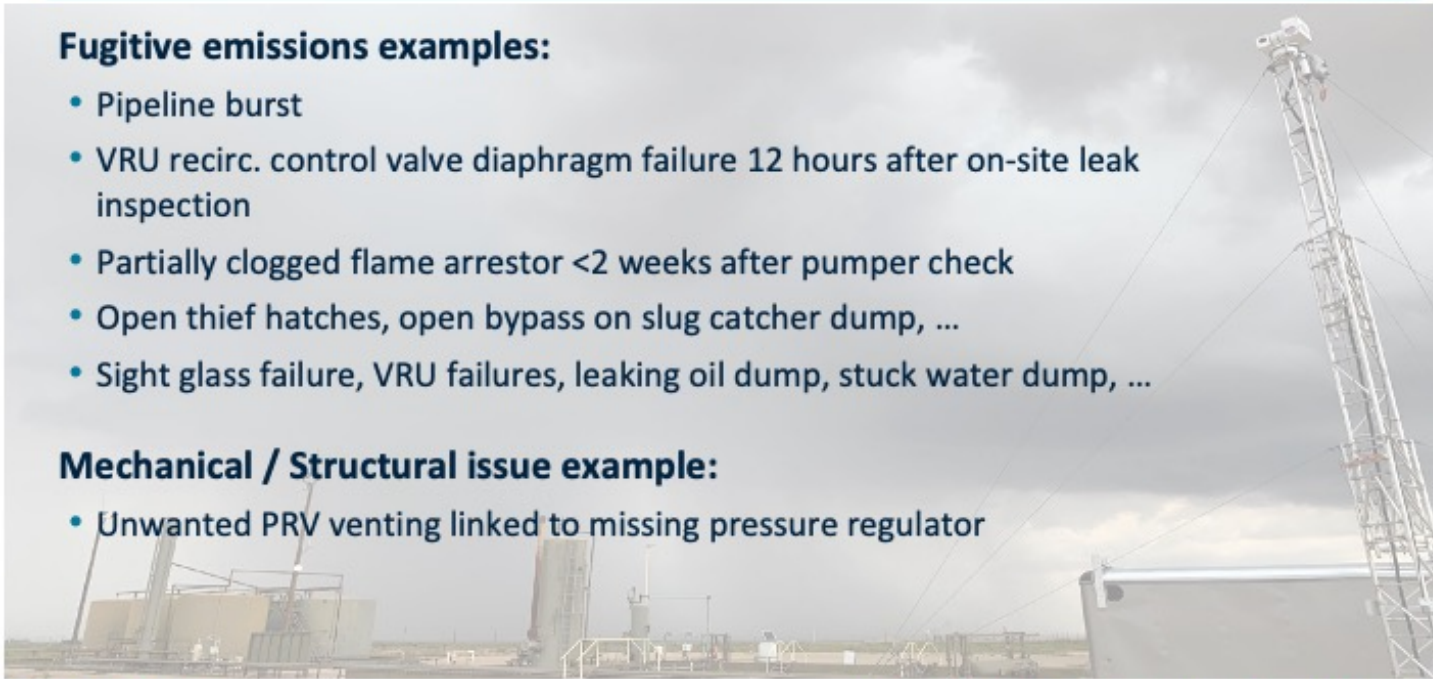 Fugitive emissions examples:
• Pipeline burst
• VRU recirc. control valve diaphragm failure 12 hours after on-site leak
inspection
• Partially clogged flame arrestor <2 weeks after pumper check
• Open thief hatches, open bypass on slug catcher dump, ...
• Sight glass failure, VRU failures, leaking oil dump, stuck water dump, ...
Mechanical / Structural issue example:
• Unwanted PRV venting linked to missing pressure regulator